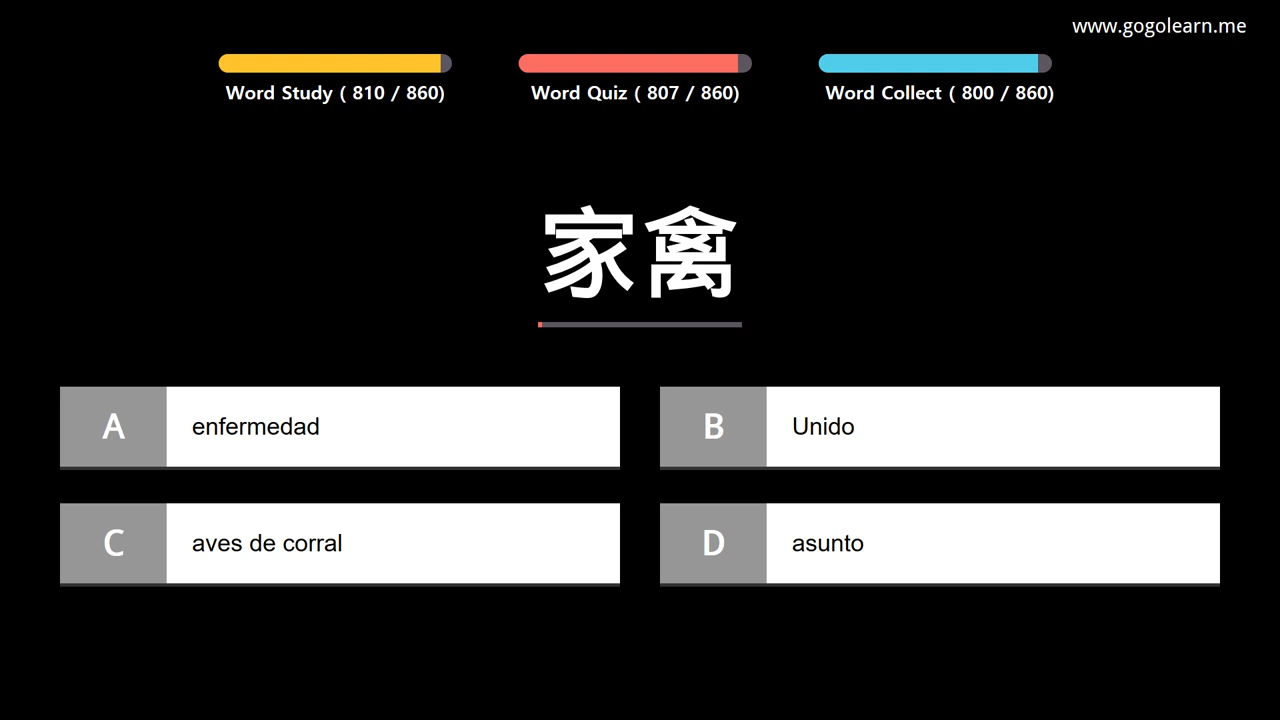 www.gogolearn.me
Word Study ( 810 / 860)
Word Quiz ( 807 / 860)
Word Collect ( 800 / 860)
家禽
A enfermedad
B Unido
C aves de corral
D asunto